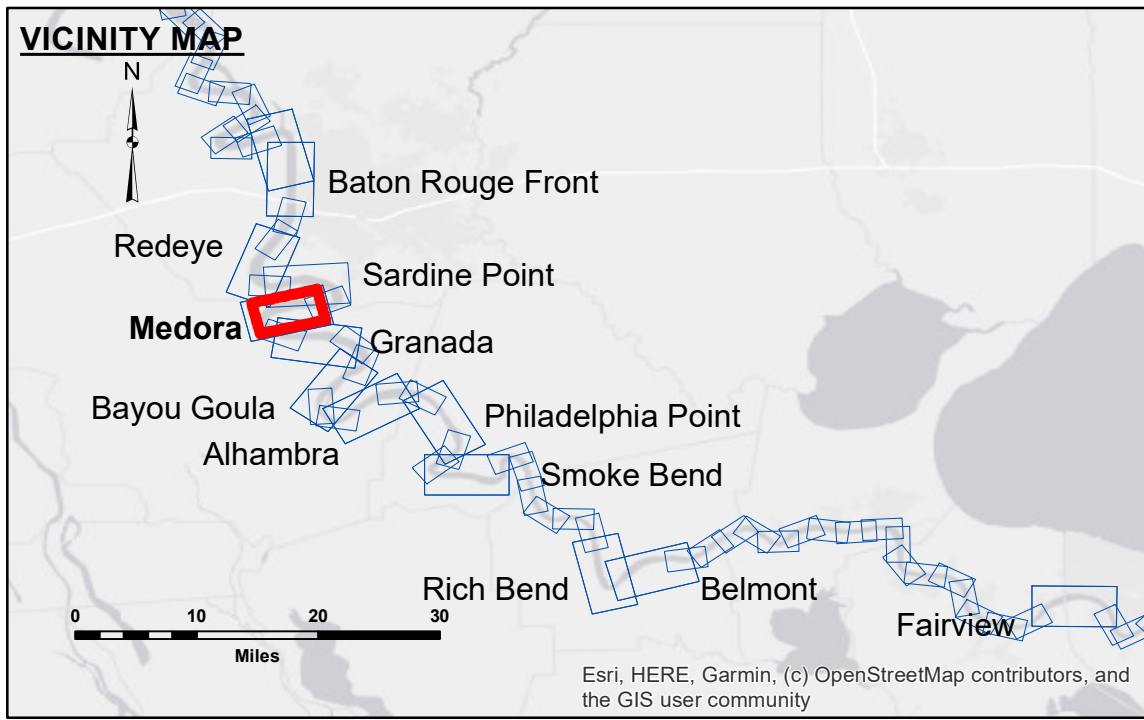 VICINITY MAP
N
Baton Rouge Front
Redeye
Sardine Point
Medora
Granada
Bayou Goula
Philadelphia Point
Alhambra
Smoke Bend
Rich Bend
Belmont
Fairview
0 10 20 30
Miles
Esri, HERE, Garmin, (c) OpenStreetMap contributors, and
the GIS user community